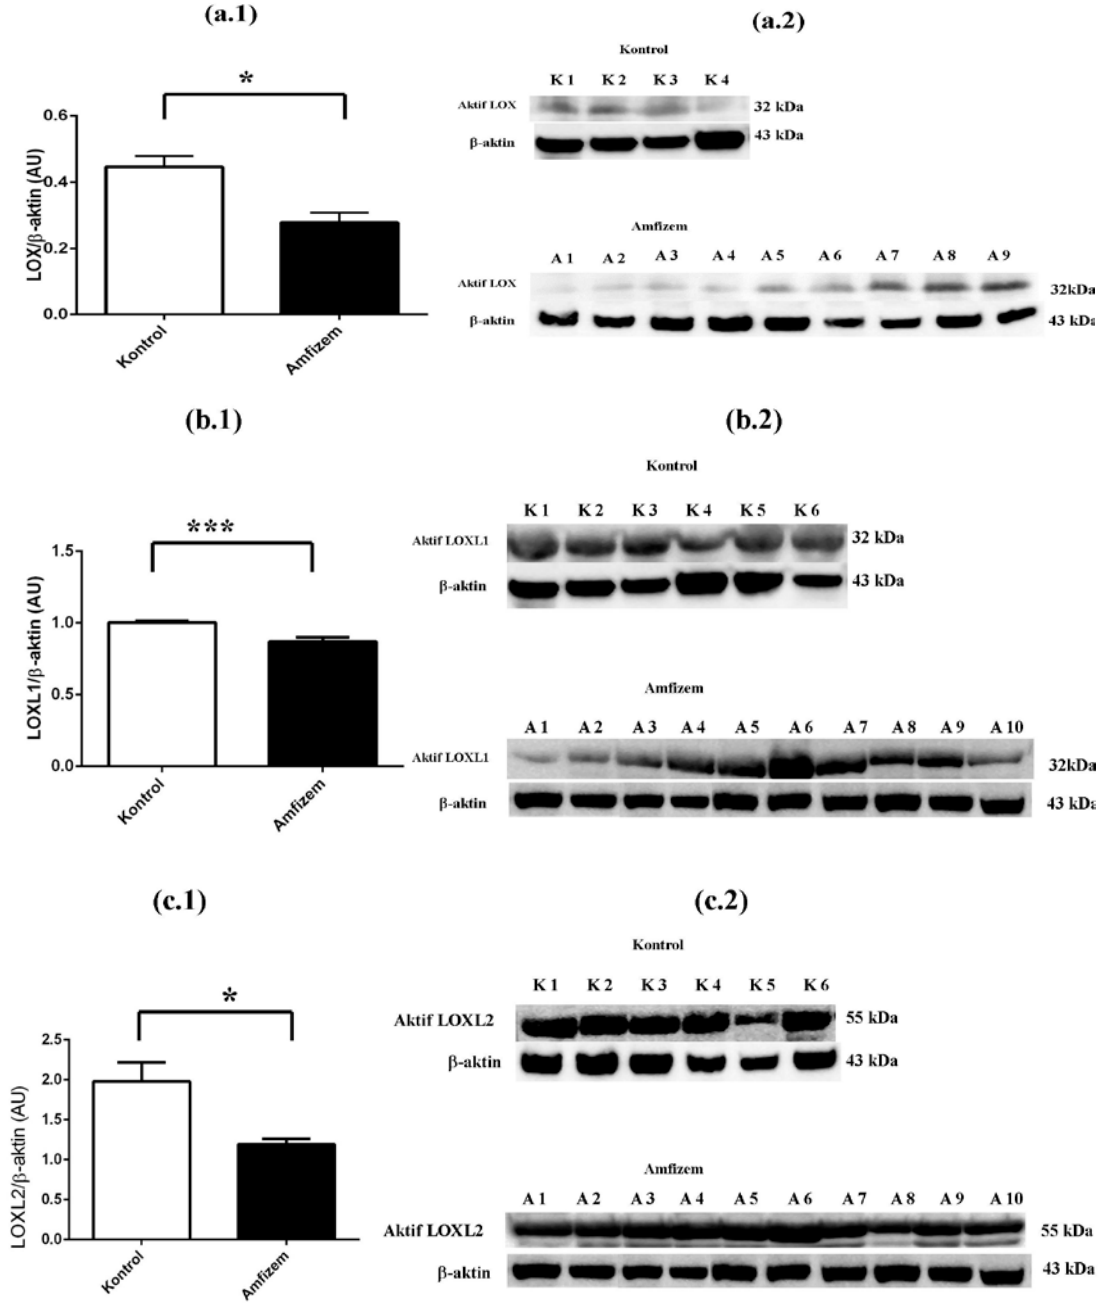 (a.1)
*
LOX/β-aktin (AU)
0.6
0.4
0.2
0.0
Kontrol
Amfizem
(a.2)
Kontrol
K 1 K 2 K 3 K 4
Aktif LOX 32 kDa
β-aktin 43 kDa
Amfizem
A 1 A 2 A 3 A 4 A 5 A 6 A 7 A 8 A 9
Aktif LOX 32kDa
β-aktin 43 kDa
(b.1)
***
LOXL1/β-aktin (AU)
1.5
1.0
0.5
0.0
Kontrol
Amfizem
(b.2)
Kontrol
K 1 K 2 K 3 K 4 K 5 K 6
Aktif LOXL1 32 kDa
β-aktin 43 kDa
Amfizem
A 1 A 2 A 3 A 4 A 5 A 6 A 7 A 8 A 9 A 10
Aktif LOXL1 32kDa
β-aktin 43 kDa
(c.1)
*
LOXL2/β-aktin (AU)
2.5
2.0
1.5
1.0
0.5
0.0
Kontrol
Amfizem
(c.2)
Kontrol
K 1 K 2 K 3 K 4 K 5 K 6
Aktif LOXL2 55 kDa
β-aktin 43 kDa
Amfizem
A 1 A 2 A 3 A 4 A 5 A 6 A 7 A 8 A 9 A 10
Aktif LOXL2 55 kDa
β-aktin 43 kDa